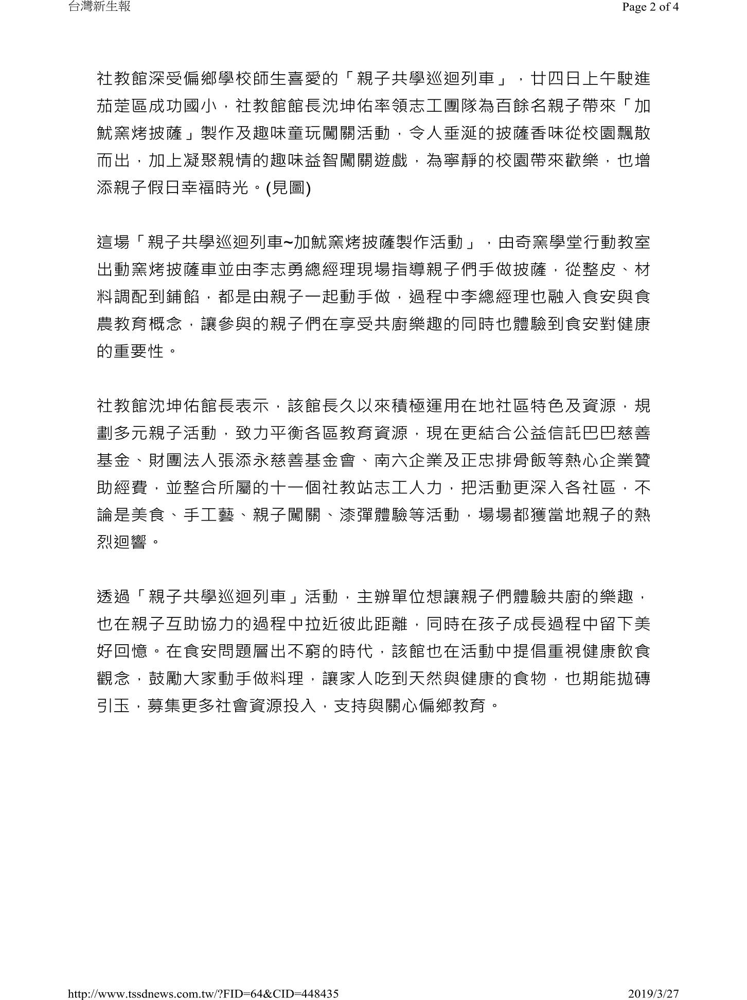 台灣新生報
Page 2 of 4
社教館深受偏鄉學校師生喜愛的「親子共學巡迴列車」，廿四日上午駛進
茄萣區成功國小，社教館館長沈坤佑率領志工團隊為百餘名親子帶來「加
魷窯烤披薩」製作及趣味童玩闖關活動，令人垂涎的披薩香味從校園飄散
而出，加上凝聚親情的趣味益智闖關遊戲，為寧靜的校園帶來歡樂，也增
添親子假日幸福時光。(見圖)
這場「親子共學巡迴列車~加魷窯烤披薩製作活動」，由奇窯學堂行動教室
出動窯烤披薩車並由李志勇總經理現場指導親子們手做披薩，從整皮、材
料調配到鋪餡，都是由親子一起動手做，過程中李總經理也融入食安與食
農教育概念，讓參與的親子們在享受共廚樂趣的同時也體驗到食安對健康
的重要性。
社教館沈坤佑館長表示，該館長久以來積極運用在地社區特色及資源，規
劃多元親子活動，致力平衡各區教育資源，現在更結合公益信託巴巴慈善
基金、財團法人張添永慈善基金會、南六企業及正忠排骨飯等熱心企業贊
助經費，並整合所屬的十一個社教站志工人力，把活動更深入各社區，不
論是美食、手工藝、親子闖關、漆彈體驗等活動，場場都獲當地親子的熱
烈迴響。
透過「親子共學巡迴列車」活動，主辦單位想讓親子們體驗共廚的樂趣，
也在親子互助協力的過程中拉近彼此距離，同時在孩子成長過程中留下美
好回憶。在食安問題層出不窮的時代，該館也在活動中提倡重視健康飲食
觀念，鼓勵大家動手做料理，讓家人吃到天然與健康的食物，也期能拋磚
引玉，募集更多社會資源投入，支持與關心偏鄉教育。
http://www.tssdnews.com.tw/?FID=64&CID=448435
2019/3/27